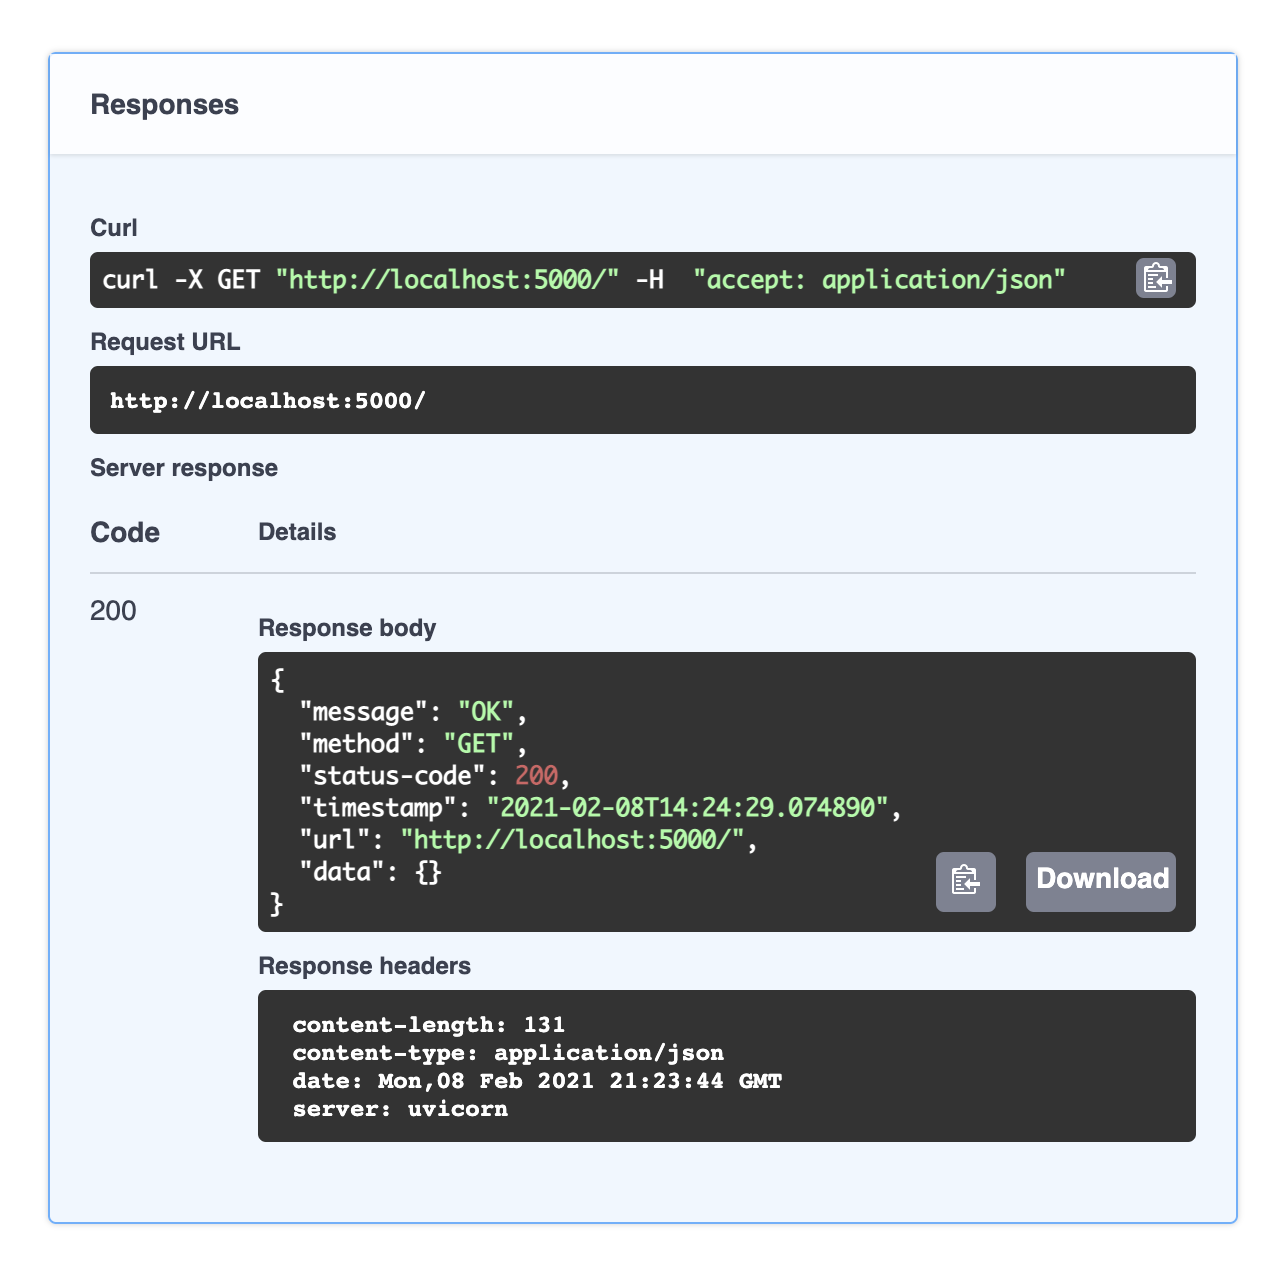 Responses
Curl
curl -X GET "http://localhost:5000/" -H  "accept: application/json"
Request URL
http://localhost:5000/
Server response
Code Details
200
Response body
{
  "message": "OK",
  "method": "GET",
  "status-code": 200,
  "timestamp": "2021-02-08T14:24:29.074890",
  "url": "http://localhost:5000/",
  "data": {}
}
Download
Response headers
content-length: 131
content-type: application/json
date: Mon,08 Feb 2021 21:23:44 GMT
server: uvicorn